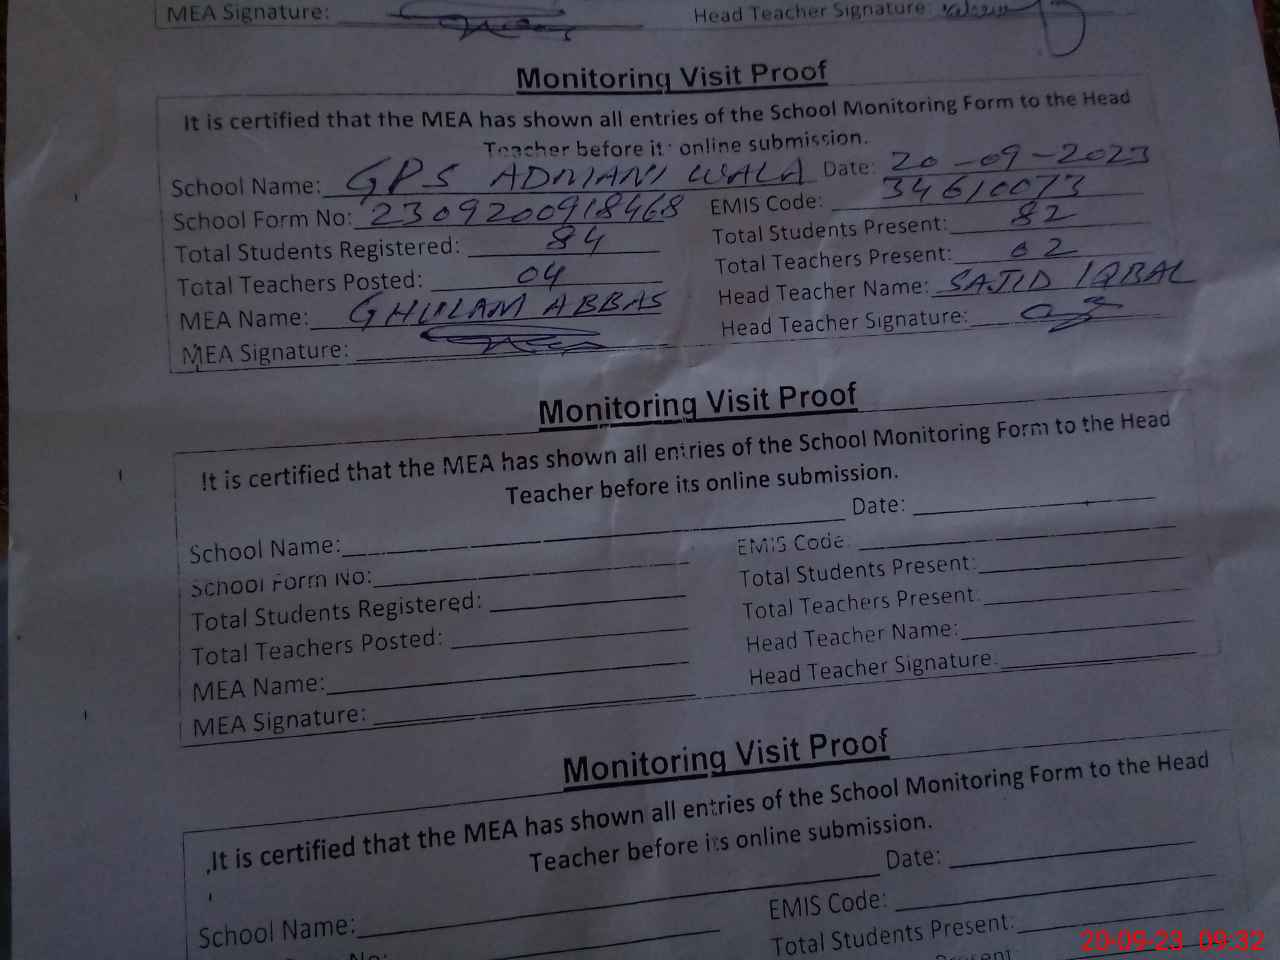 MEA Signature: Head Teacher Signature:
Monitoring Visit Proof
It is certified that the MEA has shown all entries of the School Monitoring Form to the Head
Teacher before its online submission.
School Name: GPS ADMANI WALA Date: 20-09-2023
School Form No: 2309200918468 EMIS Code: 34610073
Total Students Registered: 84 Total Students Present: 82
Total Teachers Posted: 04 Total Teachers Present: 02
MEA Name: GHULAM ABBAS Head Teacher Name: SAJID IQBAL
MEA Signature: Head Teacher Signature:
Monitoring Visit Proof
It is certified that the MEA has shown all entries of the School Monitoring Form to the Head
Teacher before its online submission.
School Name: Date:
School Form No: EMIS Code:
Total Students Registered: Total Students Present:
Total Teachers Posted: Total Teachers Present:
MEA Name: Head Teacher Name:
MEA Signature: Head Teacher Signature:
Monitoring Visit Proof
It is certified that the MEA has shown all entries of the School Monitoring Form to the Head
Teacher before its online submission.
School Name: Date:
EMIS Code:
No: Total Students Present:
20-09-23 09:32